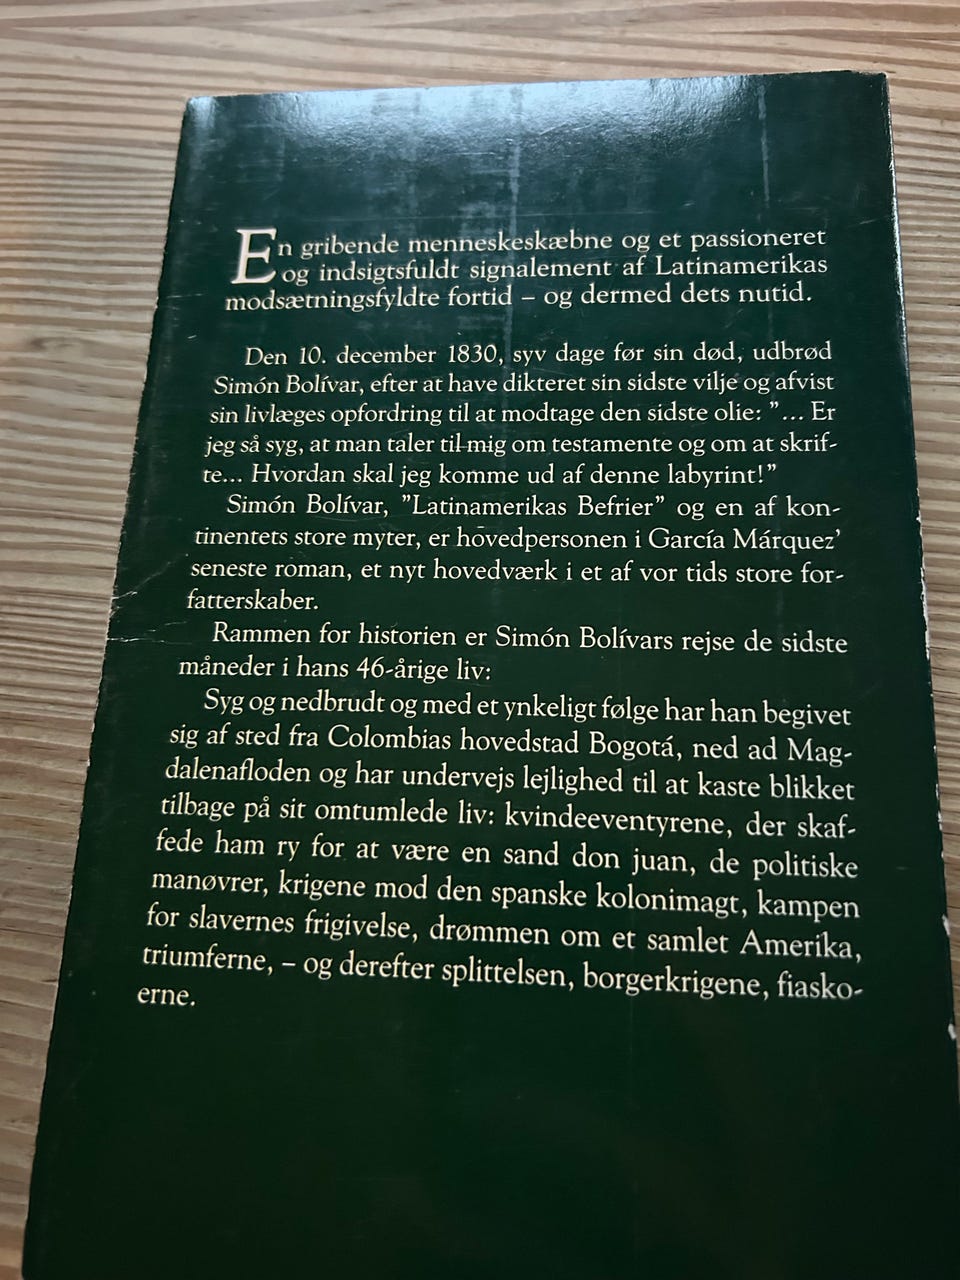 En gribende menneskeskæbne og et passioneret
og indsigtsfuldt signalement af Latinamerikas
modsætningsfyldte fortid – og dermed dets nutid.
Den 10. december 1830, syv dage før sin død, udbrød
Simón Bolívar, efter at have dikteret sin sidste vilje og afvist
sin livlæges opfordring til at modtage den sidste olie: ”... Er
jeg så syg, at man taler til mig om testamente og om at skrif-
te... Hvordan skal jeg komme ud af denne labyrint!”
Simón Bolívar, ”Latinamerikas Befrier” og en af kon-
tinentets store myter, er hovedpersonen i García Márquez’
seneste roman, et nyt hovedværk i et af vor tids store for-
fatterskaber.
Rammen for historien er Simón Bolívars rejse de sidste
måneder i hans 46-årige liv:
Syg og nedbrudt og med et ynkeligt følge har han begivet
sig af sted fra Colombias hovedstad Bogotá, ned ad Mag-
dalenafloden og har undervejs lejlighed til at kaste blikket
tilbage på sit omtumlede liv: kvindeeventyrene, der skaf-
fede ham ry for at være en sand don juan, de politiske
manøvrer, krigene mod den spanske kolonimagt, kampen
for slavernes frigivelse, drømmen om et samlet Amerika,
triumferne, – og derefter splittelsen, borgerkrigene, fiasko-
erne.